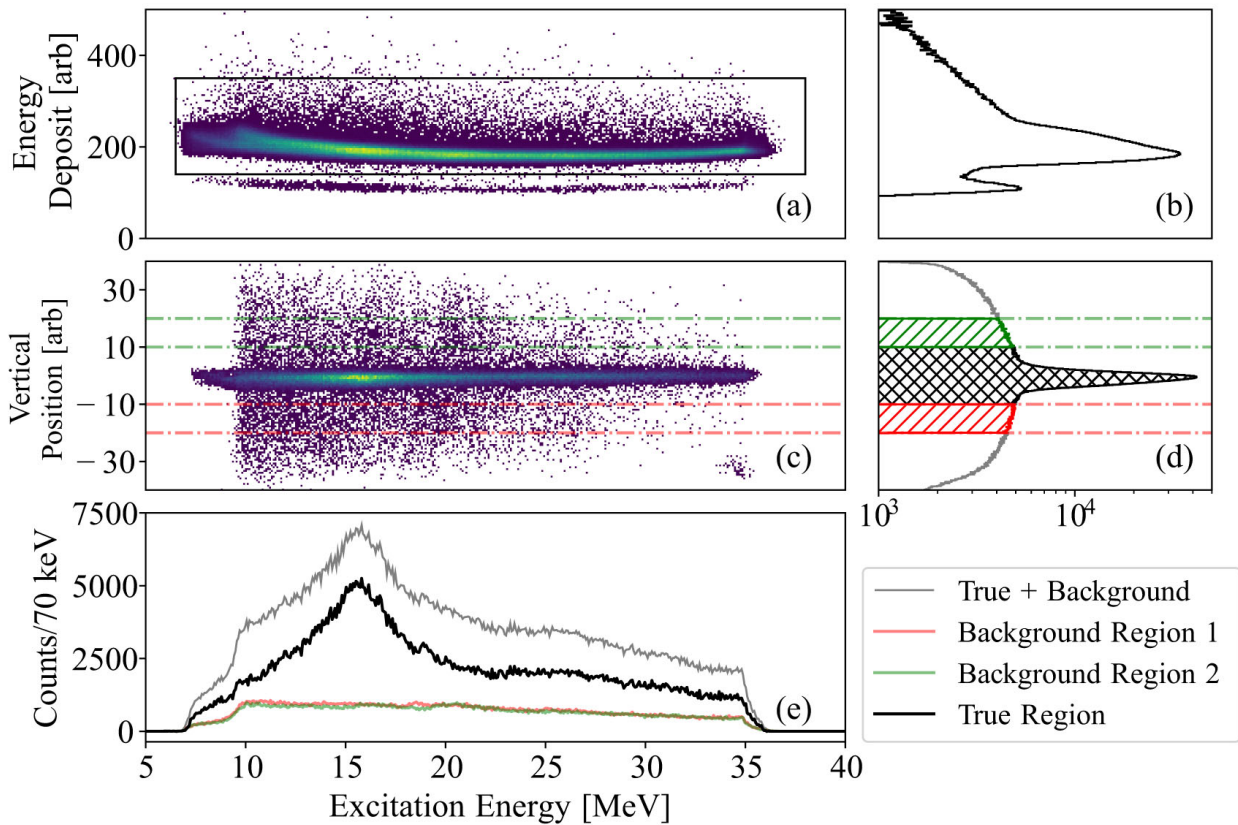 400
200
0
Energy
Deposit [arb]
(a)
(b)
30
10
−10
−30
Vertical
Position [arb]
(c)
(d)
10³ 10⁴
7500
5000
2500
0
Counts/70 keV
(e)
5 10 15 20 25 30 35 40
Excitation Energy [MeV]
True + Background
Background Region 1
Background Region 2
True Region